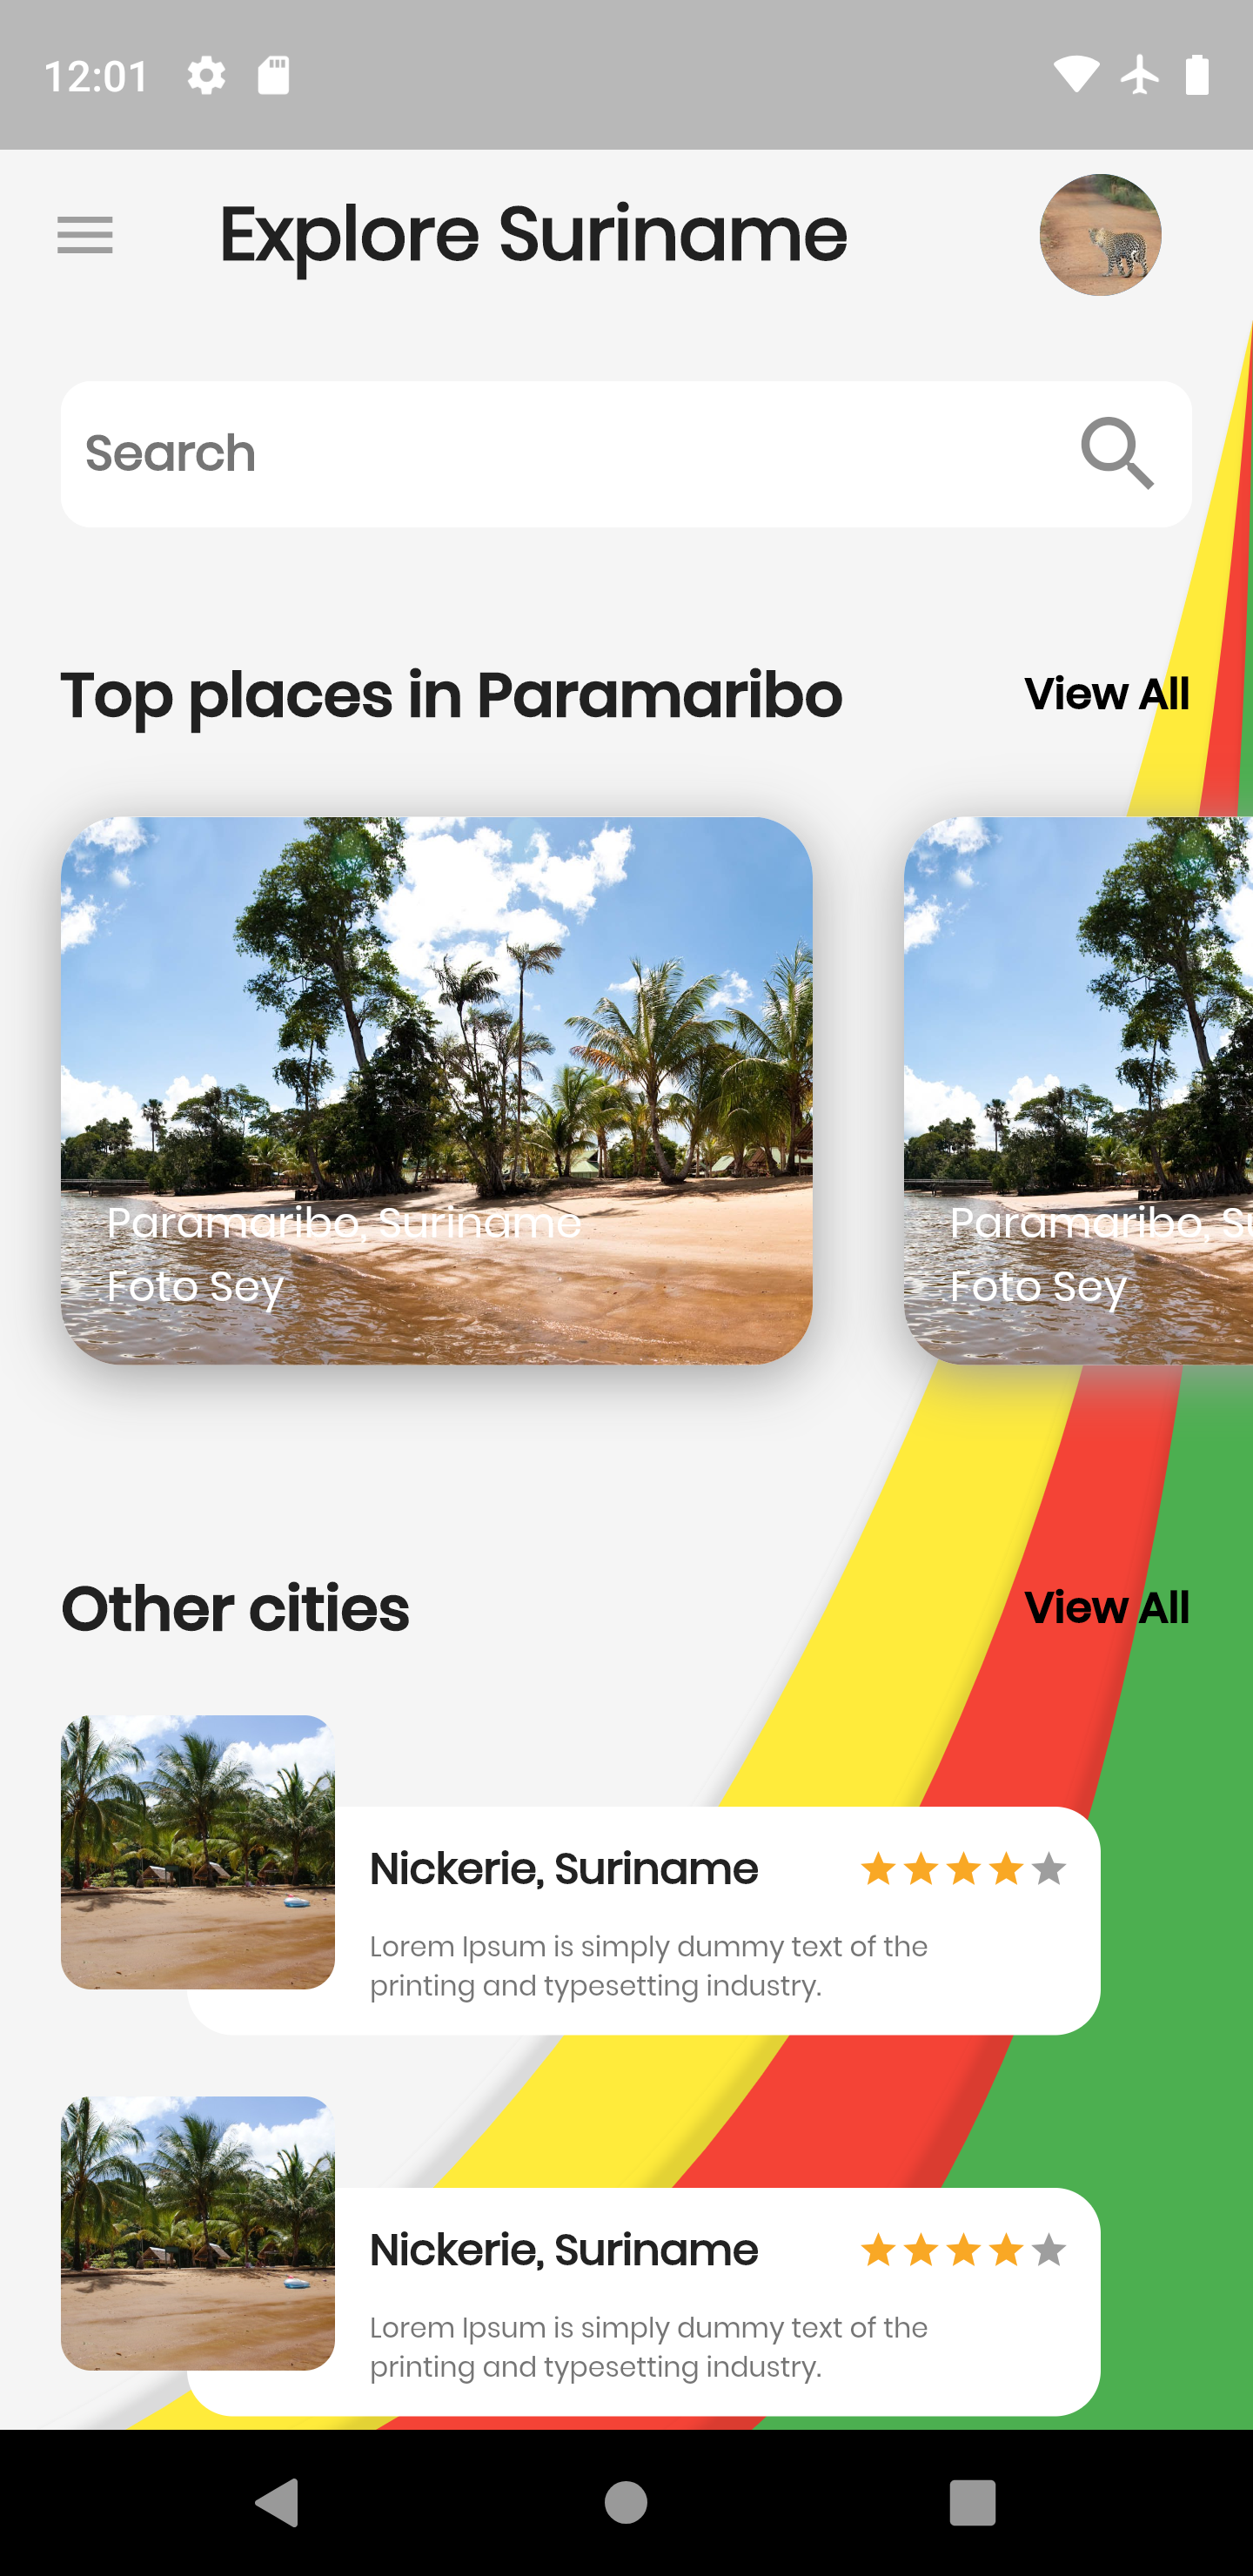 12:01
Explore Suriname
Search
Top places in Paramaribo
View All
Paramaribo, Suriname
Foto Sey
Paramaribo, Su
Foto Sey
Other cities
View All
Nickerie, Suriname
Lorem Ipsum is simply dummy text of the
printing and typesetting industry.
Nickerie, Suriname
Lorem Ipsum is simply dummy text of the
printing and typesetting industry.